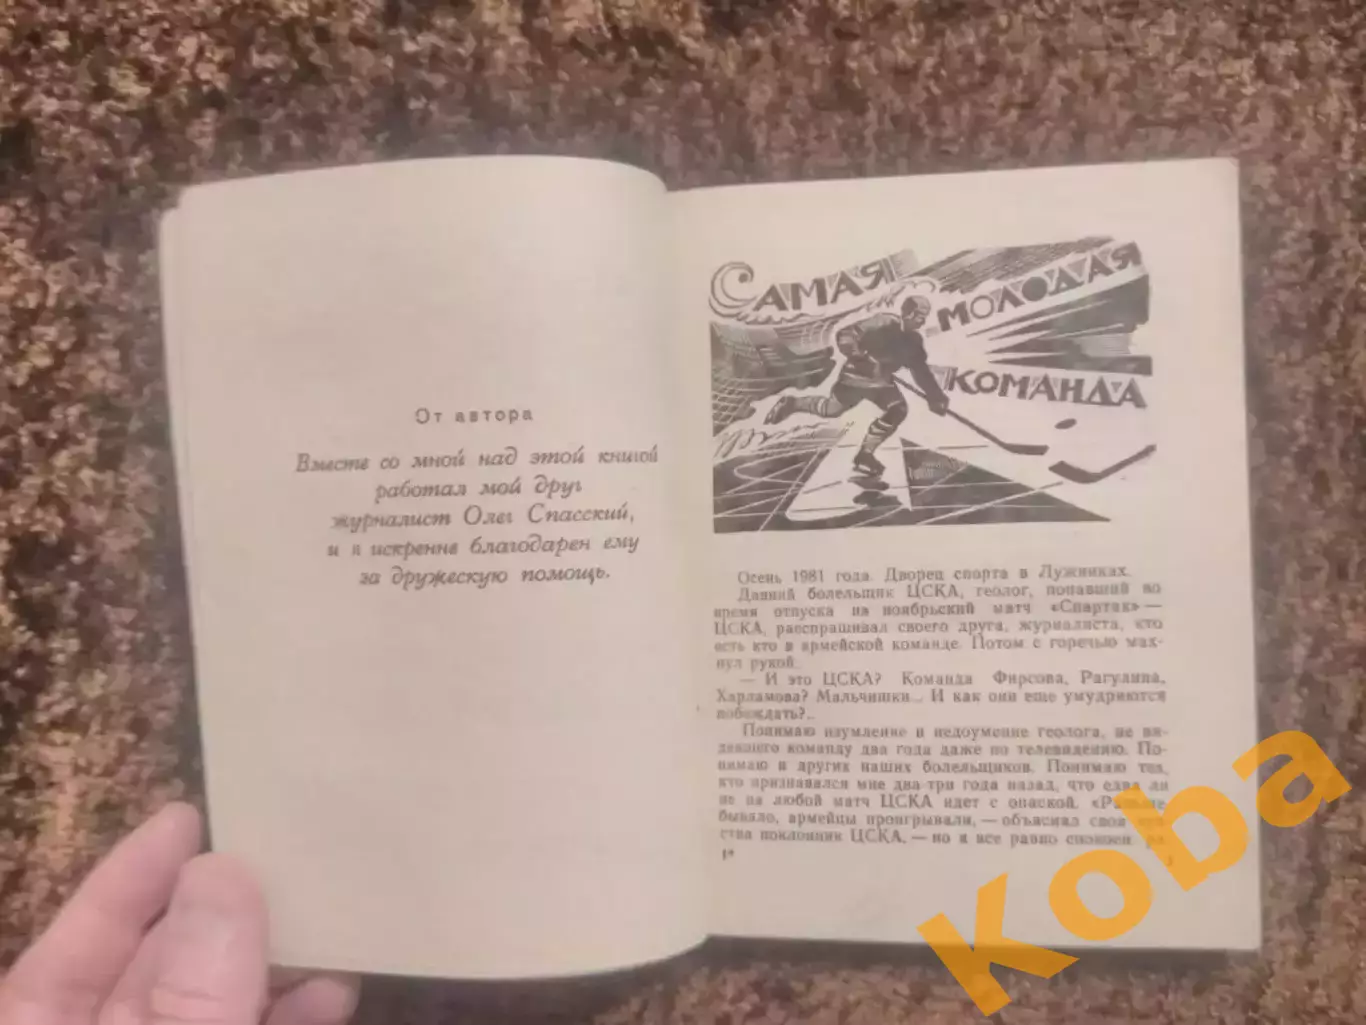 От автора
Вместе со мной над этой книгой
работал мой друг
журналист Олег Спасский,
и я искренне благодарен ему
за дружескую помощь.
САМАЯ
МОЛОДАЯ
КОМАНДА
Осень 1981 года. Дворец спорта в Лужниках.
Давний болельщик ЦСКА, геолог, попавший во
время отпуска на ноябрьский матч «Спартак» —
ЦСКА, расспрашивал своего друга, журналиста, кто
есть кто в армейской команде. Потом с горечью мах-
нул рукой.
— И это ЦСКА? Команда Фирсова, Рагулина,
Харламова? Мальчишки... И как они еще умудряются
побеждать?..
Понимаю изумление и недоумение геолога, не ви-
давшего команду два года даже по телевидению. По-
нимаю и других наших болельщиков. Понимаю тех,
кто признавался мне два-три года назад, что едва ли
не на любой матч ЦСКА идет с опаской. «Раньше
бывало, армейцы проигрывали, — объяснял свои чув-
ства поклонник ЦСКА, — но я все равно спокоен
1*
3
Koba